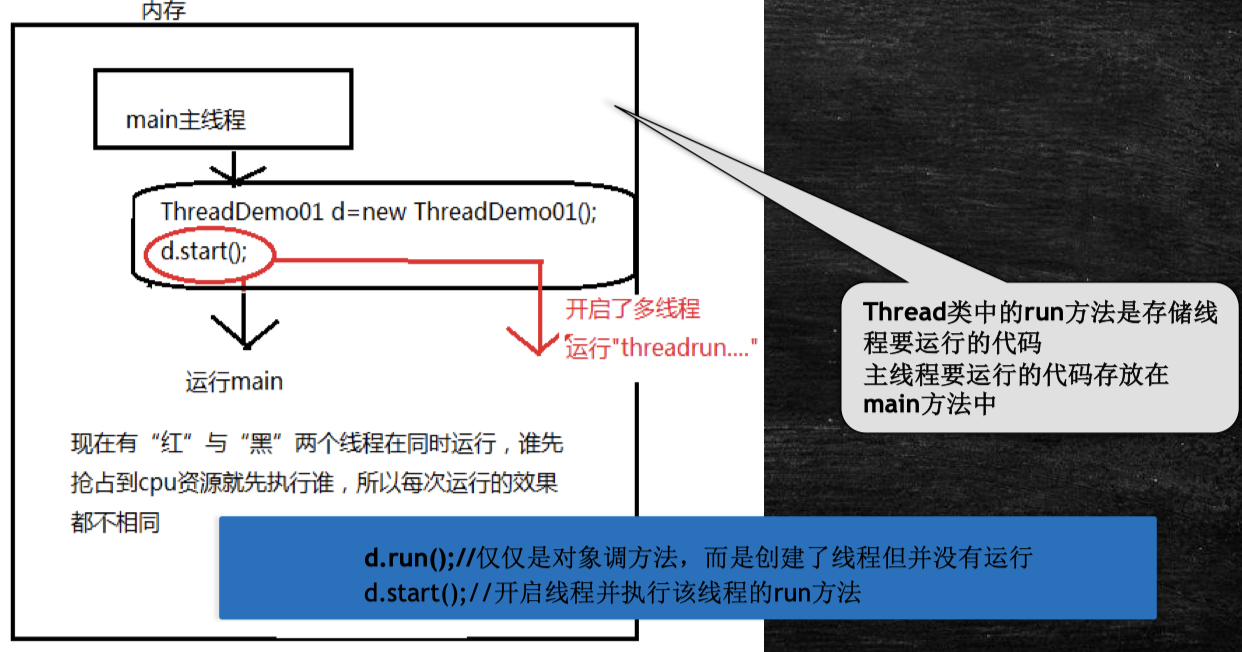 内存
main主线程
ThreadDemo01 d=new ThreadDemo01();
d.start();
开启了多线程
运行"threadrun...."
运行main
现在有“红”与“黑”两个线程在同时运行，谁先
抢占到cpu资源就先执行谁，所以每次运行的效果
都不相同
Thread类中的run方法是存储线
程要运行的代码
主线程要运行的代码存放在
main方法中
d.run();//仅仅是对象调方法，而是创建了线程但并没有运行
d.start();//开启线程并执行该线程的run方法